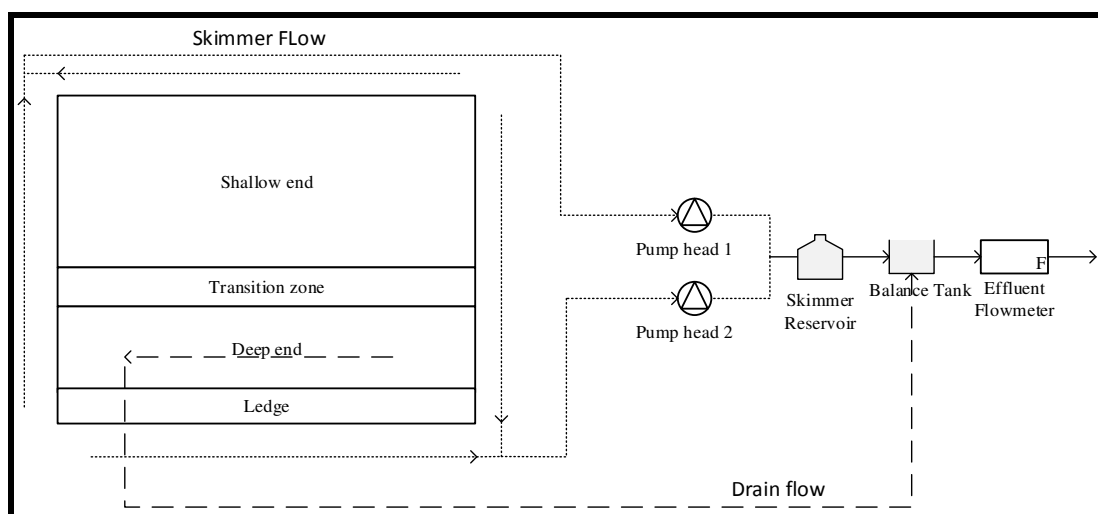 Skimmer FLow
Shallow end
Transition zone
Deep end
Ledge
Pump head 1
Pump head 2
Skimmer
Reservoir
Balance Tank
F
Effluent
Flowmeter
Drain flow